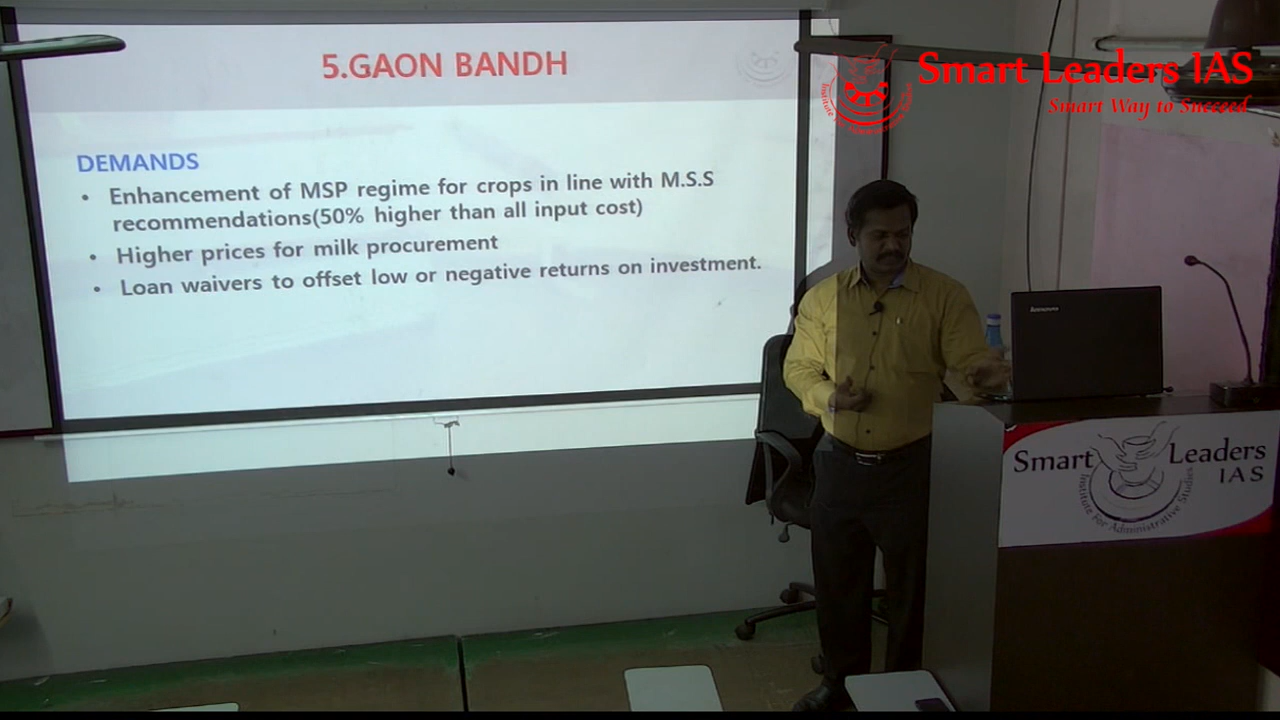 5.GAON BANDH
DEMANDS
• Enhancement of MSP regime for crops in line with M.S.S
recommendations(50% higher than all input cost)
• Higher prices for milk procurement
• Loan waivers to offset low or negative returns on investment.
Smart Leaders IAS
Smart Way to Succeed
lenovo
Smart Leaders
IAS
Institute For Administrative Studies